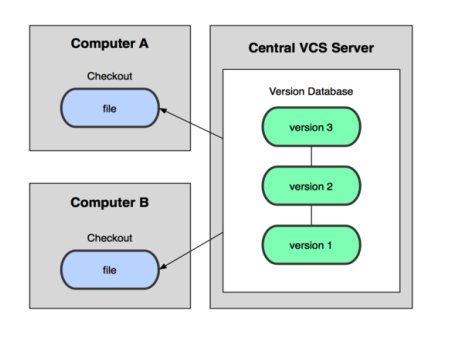 Computer A
Checkout
file
Computer B
Checkout
file
Central VCS Server
Version Database
version 3
version 2
version 1